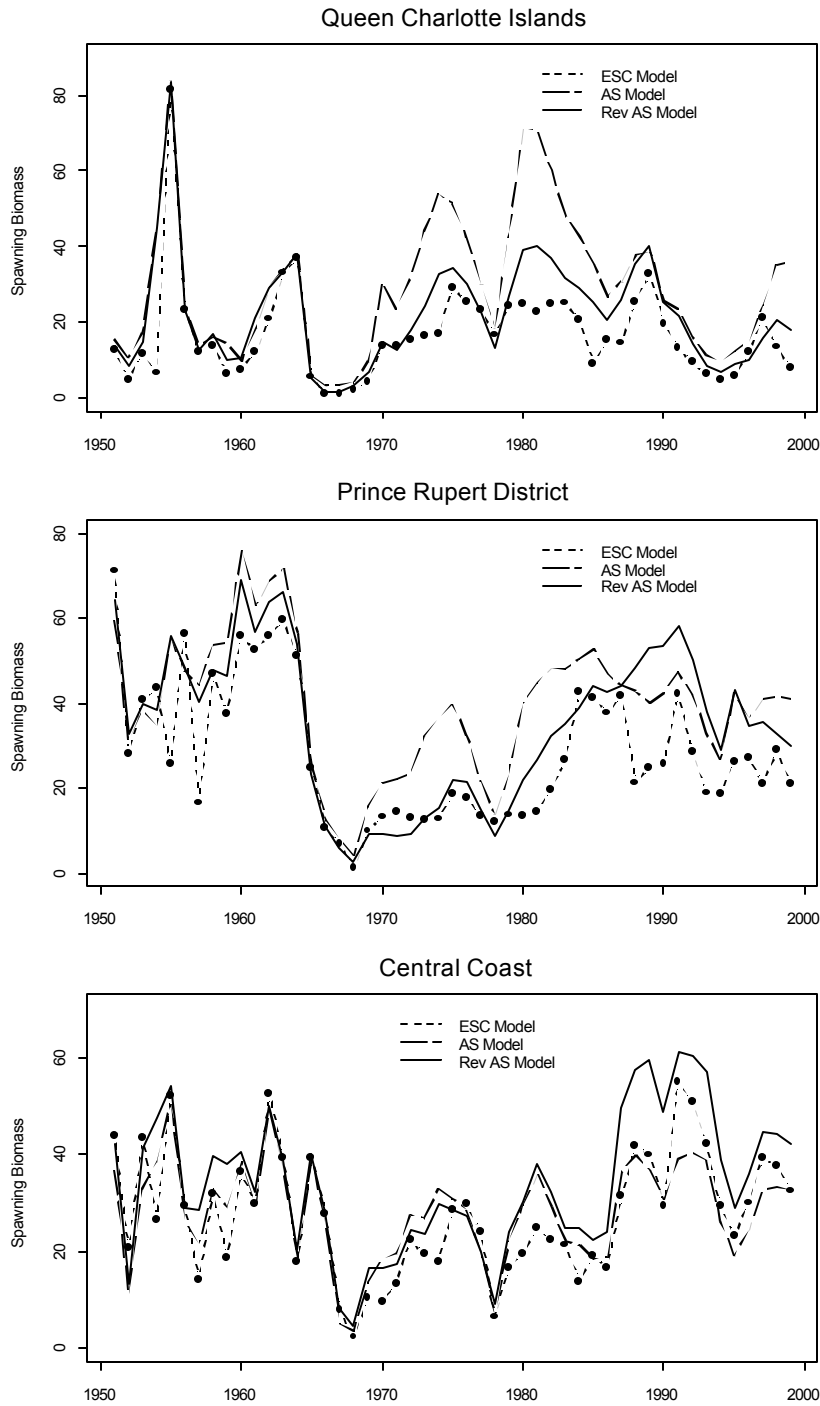 Queen Charlotte Islands
ESC Model
AS Model
Rev AS Model
Spawning Biomass
80
60
40
20
0
1950 1960 1970 1980 1990 2000
Prince Rupert District
ESC Model
AS Model
Rev AS Model
Spawning Biomass
80
60
40
20
0
1950 1960 1970 1980 1990 2000
Central Coast
ESC Model
AS Model
Rev AS Model
Spawning Biomass
60
40
20
0
1950 1960 1970 1980 1990 2000